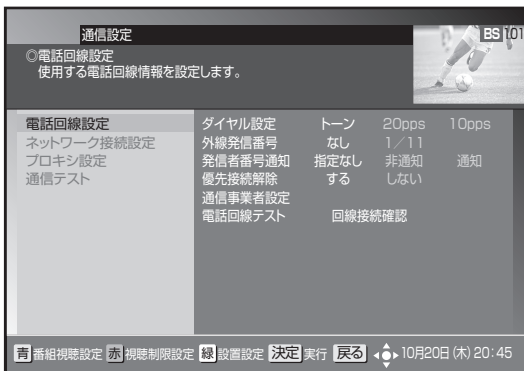 通信設定
BS 101
◎電話回線設定
使用する電話回線情報を設定します。
電話回線設定
ネットワーク接続設定
プロキシ設定
通信テスト
ダイヤル設定 トーン 20pps 10pps
外線発信番号 なし 1/11
発信者番号通知 指定なし 非通知 通知
優先接続解除 する しない
通信事業者設定
電話回線テスト 回線接続確認
青 番組視聴設定 赤 視聴制限設定 緑 設置設定 決定 実行 戻る 10月20日(木)20:45